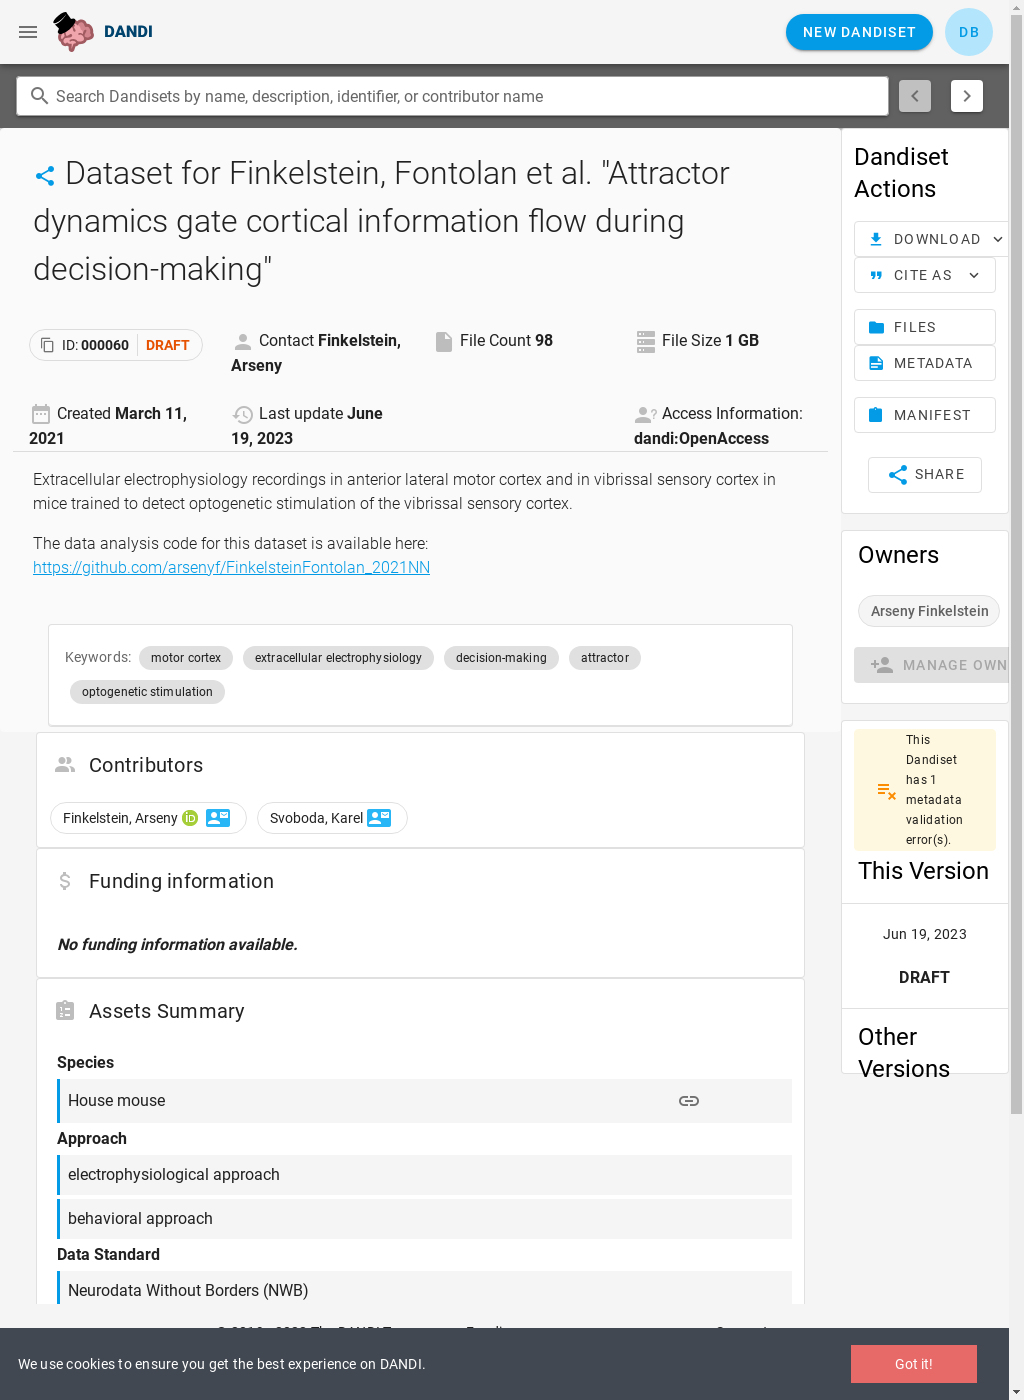 DANDI
NEW DANDISET
DB
Search Dandisets by name, description, identifier, or contributor name
Dataset for Finkelstein, Fontolan et al. "Attractor
dynamics gate cortical information flow during
decision-making"
ID: 000060 DRAFT
Contact Finkelstein,
Arseny
File Count 98
File Size 1 GB
Created March 11,
2021
Last update June
19, 2023
Access Information:
dandi:OpenAccess
Extracellular electrophysiology recordings in anterior lateral motor cortex and in vibrissal sensory cortex in
mice trained to detect optogenetic stimulation of the vibrissal sensory cortex.
The data analysis code for this dataset is available here:
https://github.com/arsenyf/FinkelsteinFontolan_2021NN
Keywords: motor cortex extracellular electrophysiology decision-making attractor
optogenetic stimulation
Contributors
Finkelstein, Arseny iD
Svoboda, Karel
Funding information
No funding information available.
Assets Summary
Species
House mouse
Approach
electrophysiological approach
behavioral approach
Data Standard
Neurodata Without Borders (NWB)
Dandiset
Actions
DOWNLOAD
CITE AS
FILES
METADATA
MANIFEST
SHARE
Owners
Arseny Finkelstein
MANAGE OWN
This
Dandiset
has 1
metadata
validation
error(s).
This Version
Jun 19, 2023
DRAFT
Other
Versions
We use cookies to ensure you get the best experience on DANDI.
Got it!